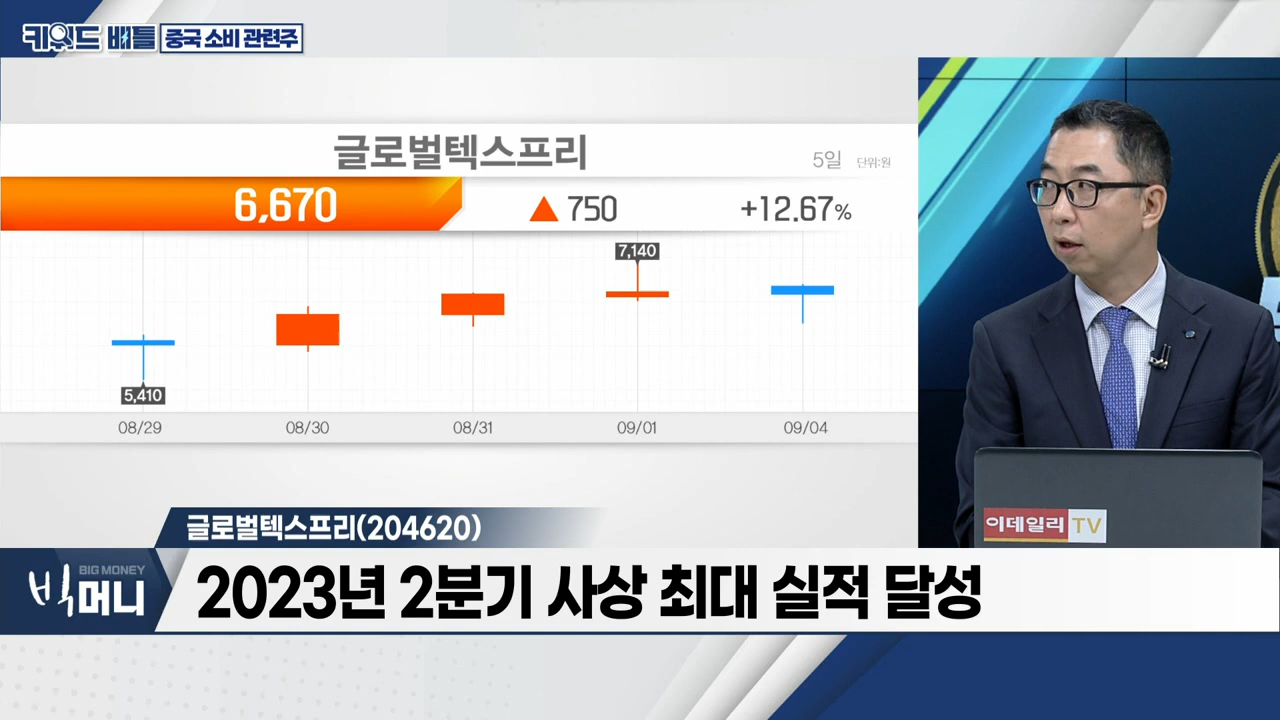 키워드 배틀 중국 소비 관련주
글로벌텍스프리
5일 단위:원
6,670 ▲ 750 +12.67%
7,140
5,410
08/29 08/30 08/31 09/01 09/04
이데일리TV
글로벌텍스프리(204620)
BIG MONEY
빅머니
2023년 2분기 사상 최대 실적 달성